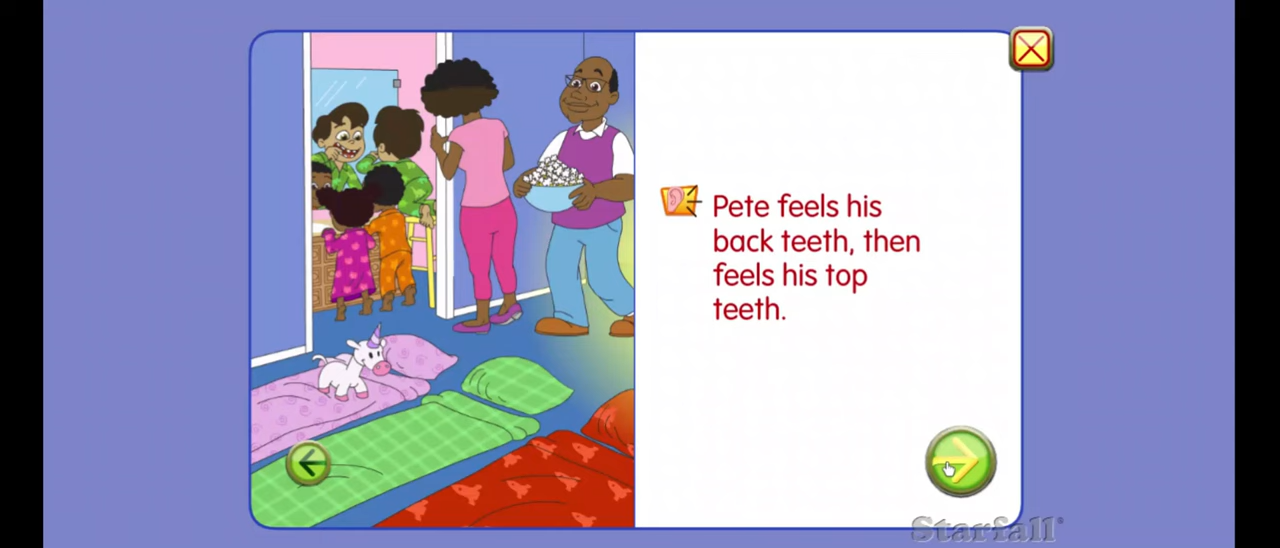 Pete feels his
back teeth, then
feels his top
teeth.
Starfall